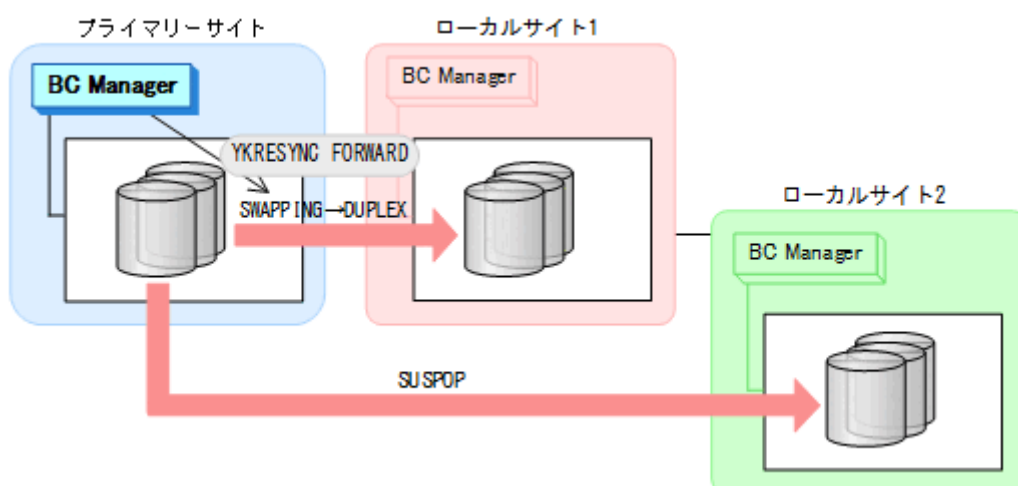 プライマリーサイト
ローカルサイト1
BC Manager
BC Manager
YKRESYNC FORWARD
SWAPPING→DUPLEX
ローカルサイト2
BC Manager
SUSPOP